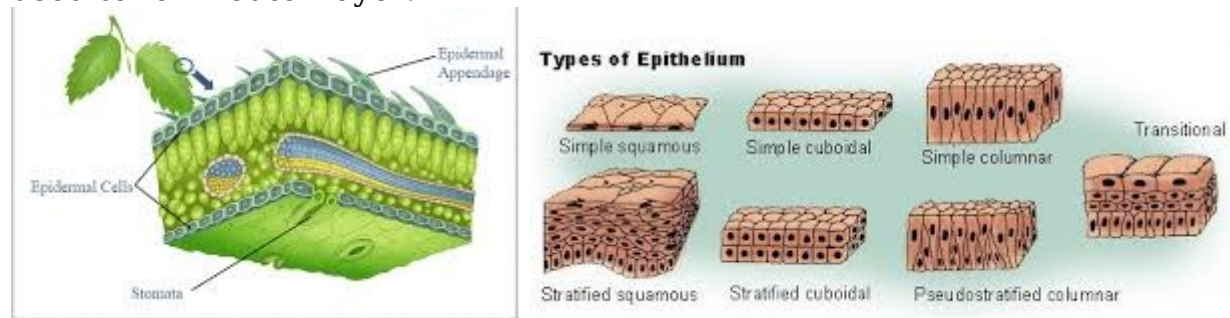 Epidermal
Appendage
Epidermal Cells
Stomata
Types of Epithelium
Simple squamous
Simple cuboidal
Simple columnar
Transitional
Stratified squamous
Stratified cuboidal
Pseudostratified columnar